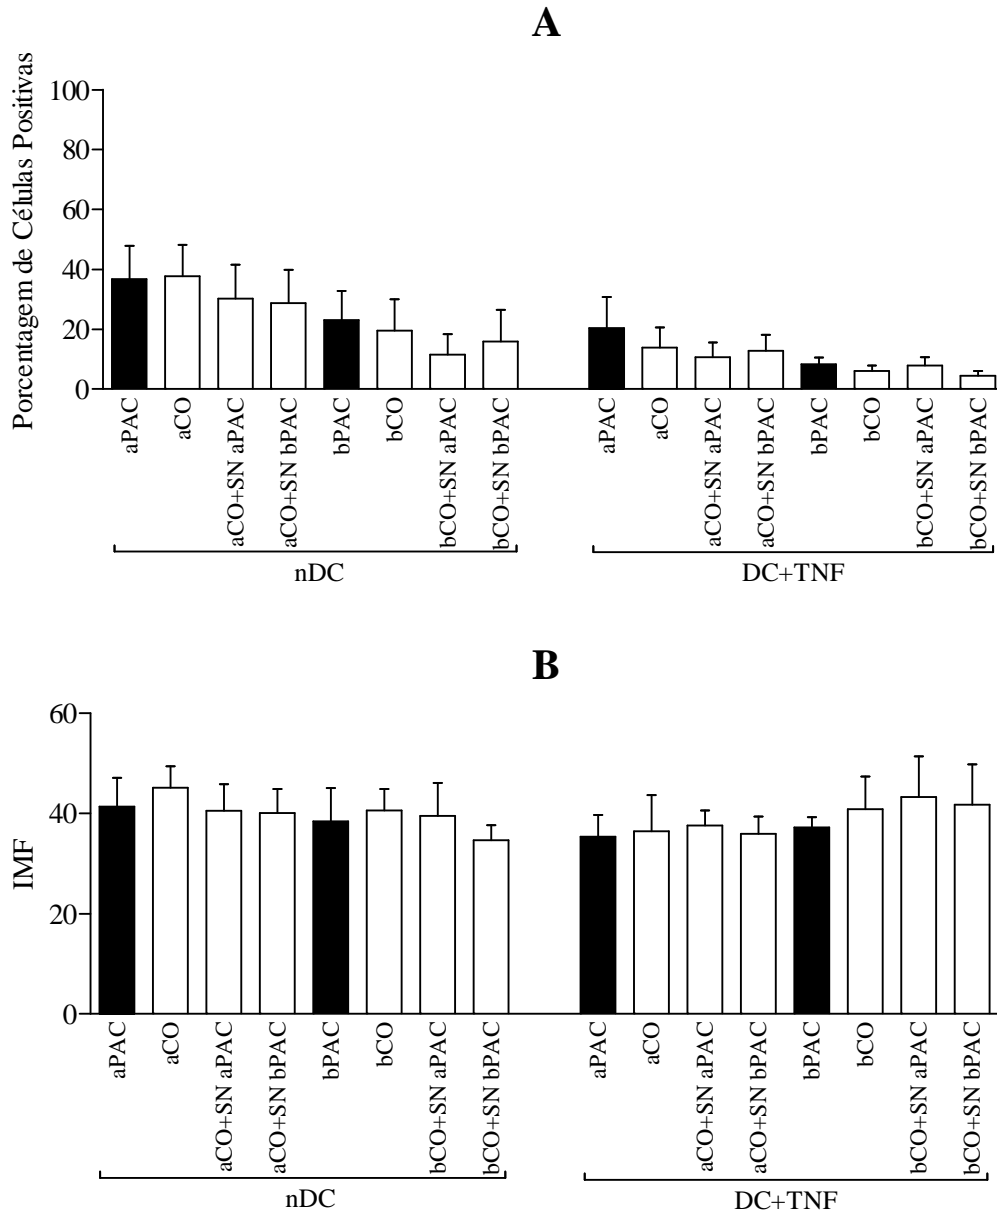 A
Porcentagem de Células Positivas
100
80
60
40
20
0
aPAC
aCO
aCO+SN aPAC
aCO+SN bPAC
bPAC
bCO
bCO+SN aPAC
bCO+SN bPAC
aPAC
aCO
aCO+SN aPAC
aCO+SN bPAC
bPAC
bCO
bCO+SN aPAC
bCO+SN bPAC
nDC
DC+TNF
B
IMF
60
40
20
0
aPAC
aCO
aCO+SN aPAC
aCO+SN bPAC
bPAC
bCO
bCO+SN aPAC
bCO+SN bPAC
aPAC
aCO
aCO+SN aPAC
aCO+SN bPAC
bPAC
bCO
bCO+SN aPAC
bCO+SN bPAC
nDC
DC+TNF